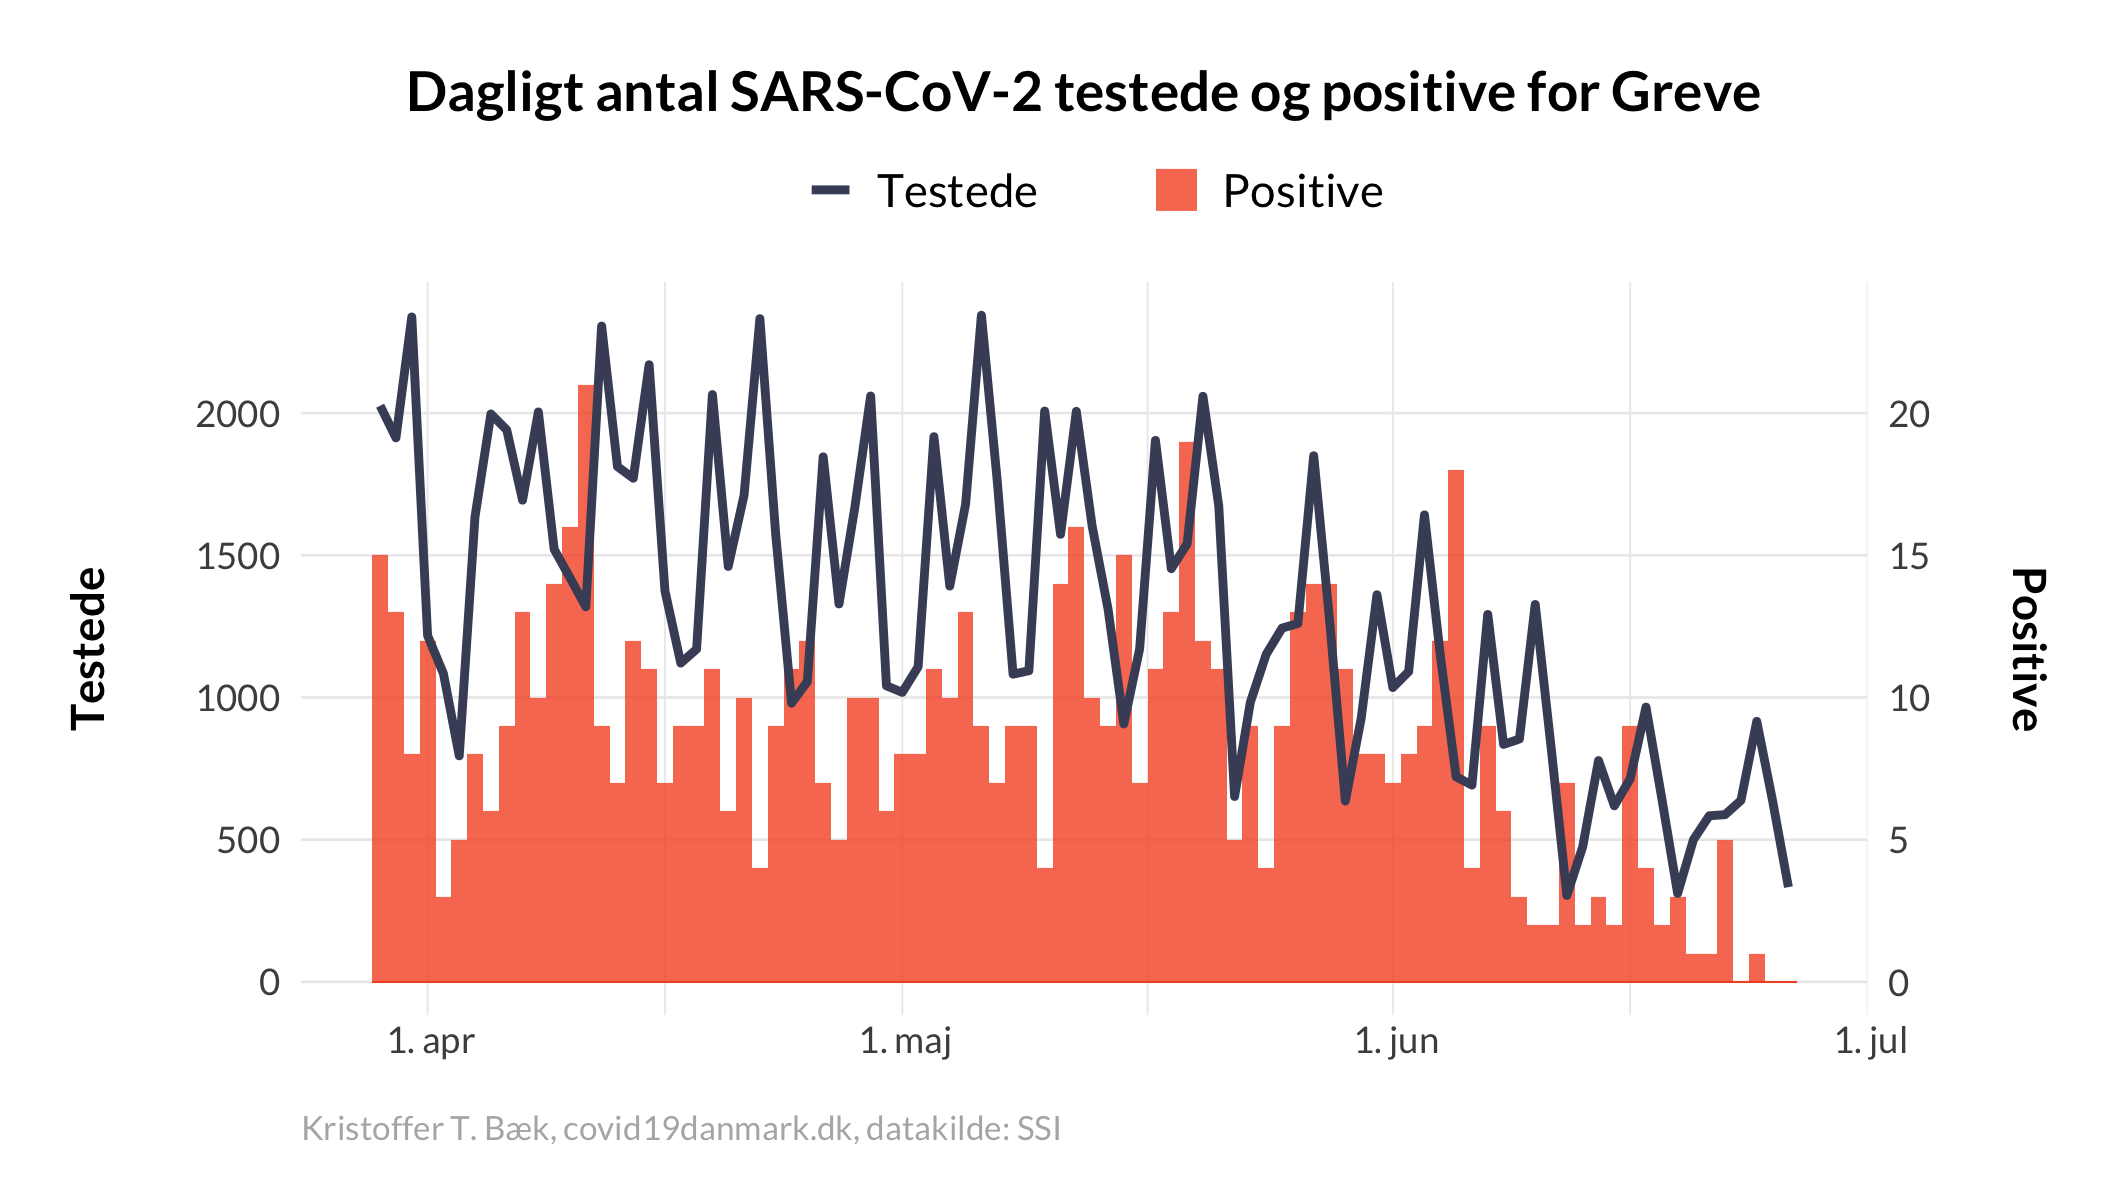 Dagligt antal SARS-CoV-2 testede og positive for Greve
Testede
Positive
2000
1500
1000
500
0
Testede
20
15
10
5
0
Positive
1. apr
1. maj
1. jun
1. jul
Kristoffer T. Bæk, covid19danmark.dk, datakilde: SSI